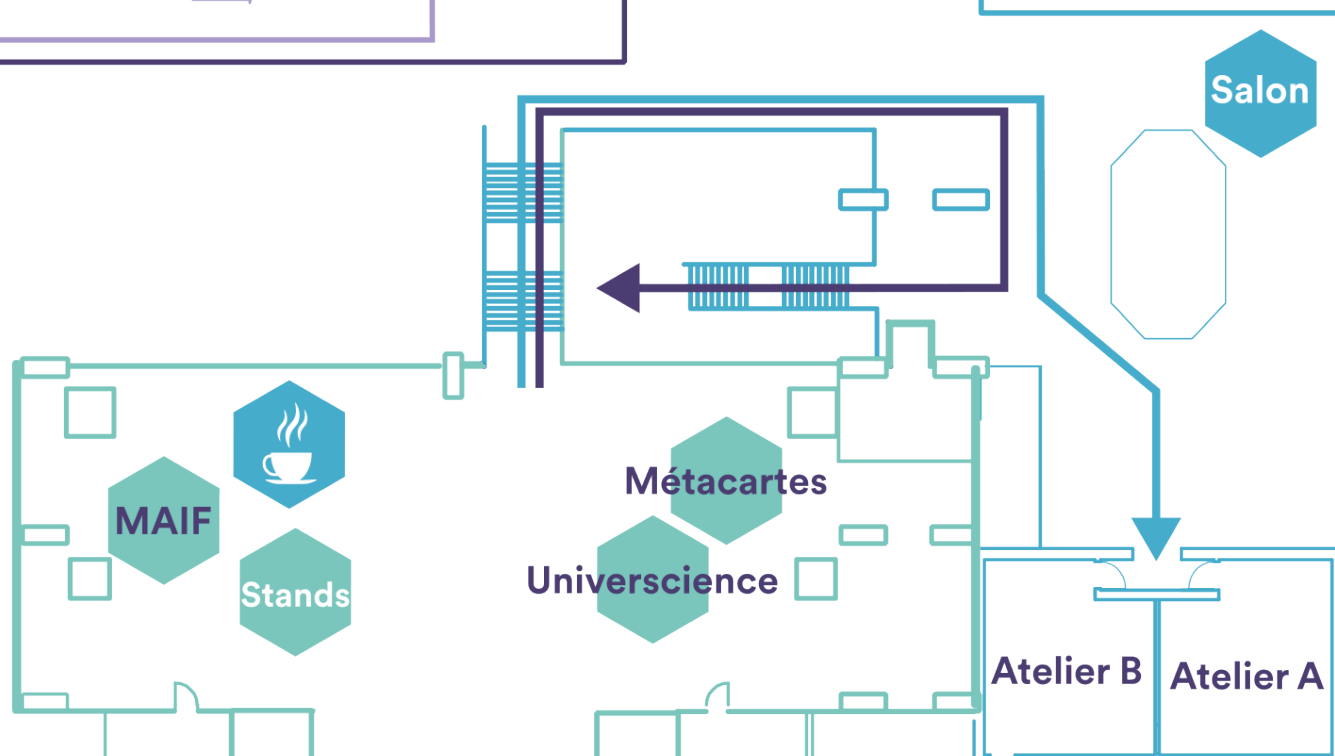 Salon
Métacartes
MAIF
Universcience
Stands
Atelier B
Atelier A